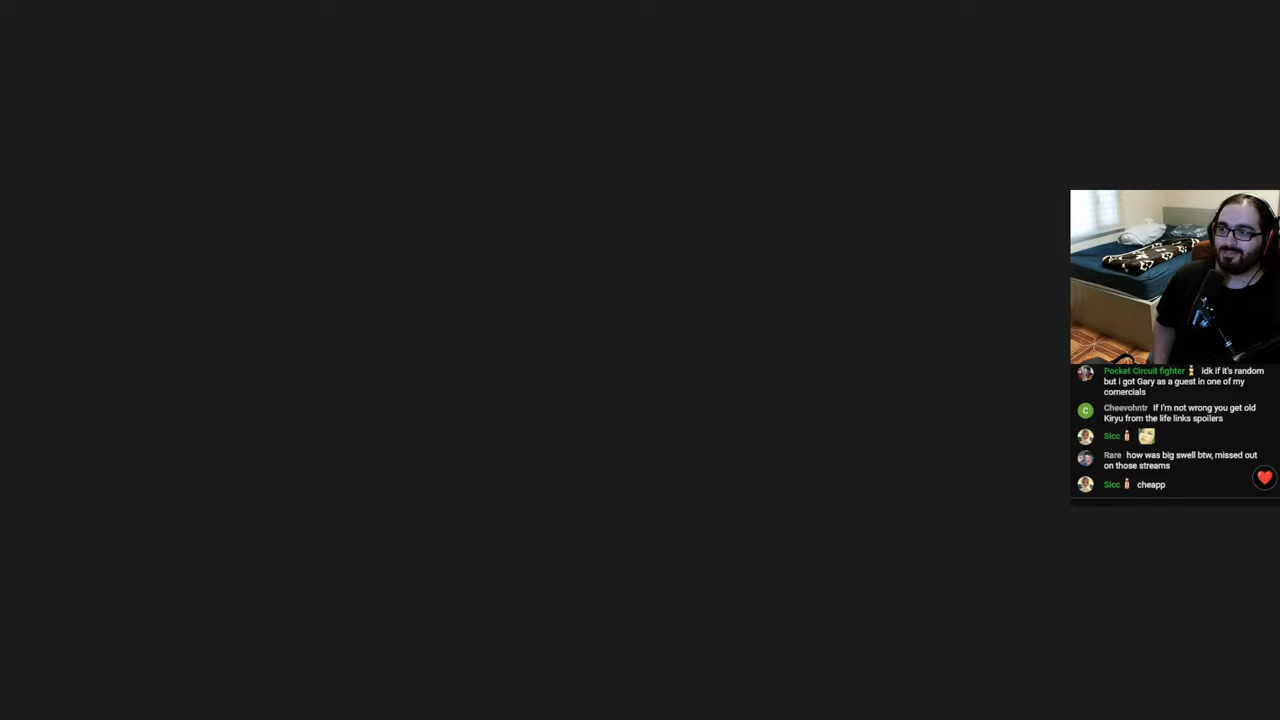 Pocket Circuit fighter idk if it's random
but i got Gary as a guest in one of my
comercials
C
Cheevohntr If I'm not wrong you get old
Kiryu from the life links spoilers
Sicc
Rare how was big swell btw, missed out
on those streams
Sicc cheapp